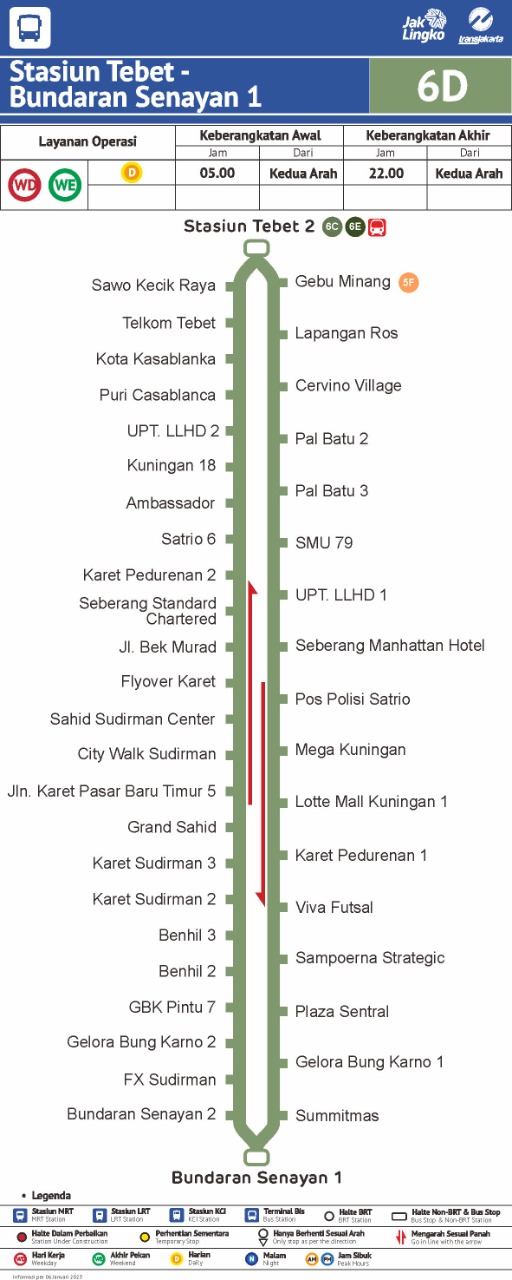 Jak
Lingko
transjakarta
Stasiun Tebet -
Bundaran Senayan 1
6D
Layanan Operasi
Keberangkatan Awal
Keberangkatan Akhir
Jam
Dari
Jam
Dari
WD
WE
D
05.00
Kedua Arah
22.00
Kedua Arah
Stasiun Tebet 2
6C
6E
Sawo Kecik Raya
Telkom Tebet
Kota Kasablanka
Puri Casablanca
UPT. LLHD 2
Kuningan 18
Ambassador
Satrio 6
Karet Pedurenan 2
Seberang Standard
Chartered
Jl. Bek Murad
Flyover Karet
Sahid Sudirman Center
City Walk Sudirman
Jln. Karet Pasar Baru Timur 5
Grand Sahid
Karet Sudirman 3
Karet Sudirman 2
Benhil 3
Benhil 2
GBK Pintu 7
Gelora Bung Karno 2
FX Sudirman
Bundaran Senayan 2
Gebu Minang
5F
Lapangan Ros
Cervino Village
Pal Batu 2
Pal Batu 3
SMU 79
UPT. LLHD 1
Seberang Manhattan Hotel
Pos Polisi Satrio
Mega Kuningan
Lotte Mall Kuningan 1
Karet Pedurenan 1
Viva Futsal
Sampoerna Strategic
Plaza Sentral
Gelora Bung Karno 1
Summitmas
Bundaran Senayan 1
• Legenda
Stasiun MRT
MRT Station
Stasiun LRT
LRT Station
Stasiun KCI
KCI Station
Terminal Bis
Bus Station
Halte BRT
BRT Station
Halte Non-BRT & Bus Stop
Bus Stop & Non-BRT Station
Halte Dalam Perbaikan
Station Under Construction
Perhentian Sementara
Temporary Stop
Hanya Berhenti Sesuai Arah
Only stop as per the direction
Mengarah Sesuai Panah
Go in line with the arrow
WD
Hari Kerja
Weekday
WE
Akhir Pekan
Weekend
D
Harian
Daily
N
Malam
Night
AM
PM
Jam Sibuk
Peak Hours
Informasi per 06 Januari 2023